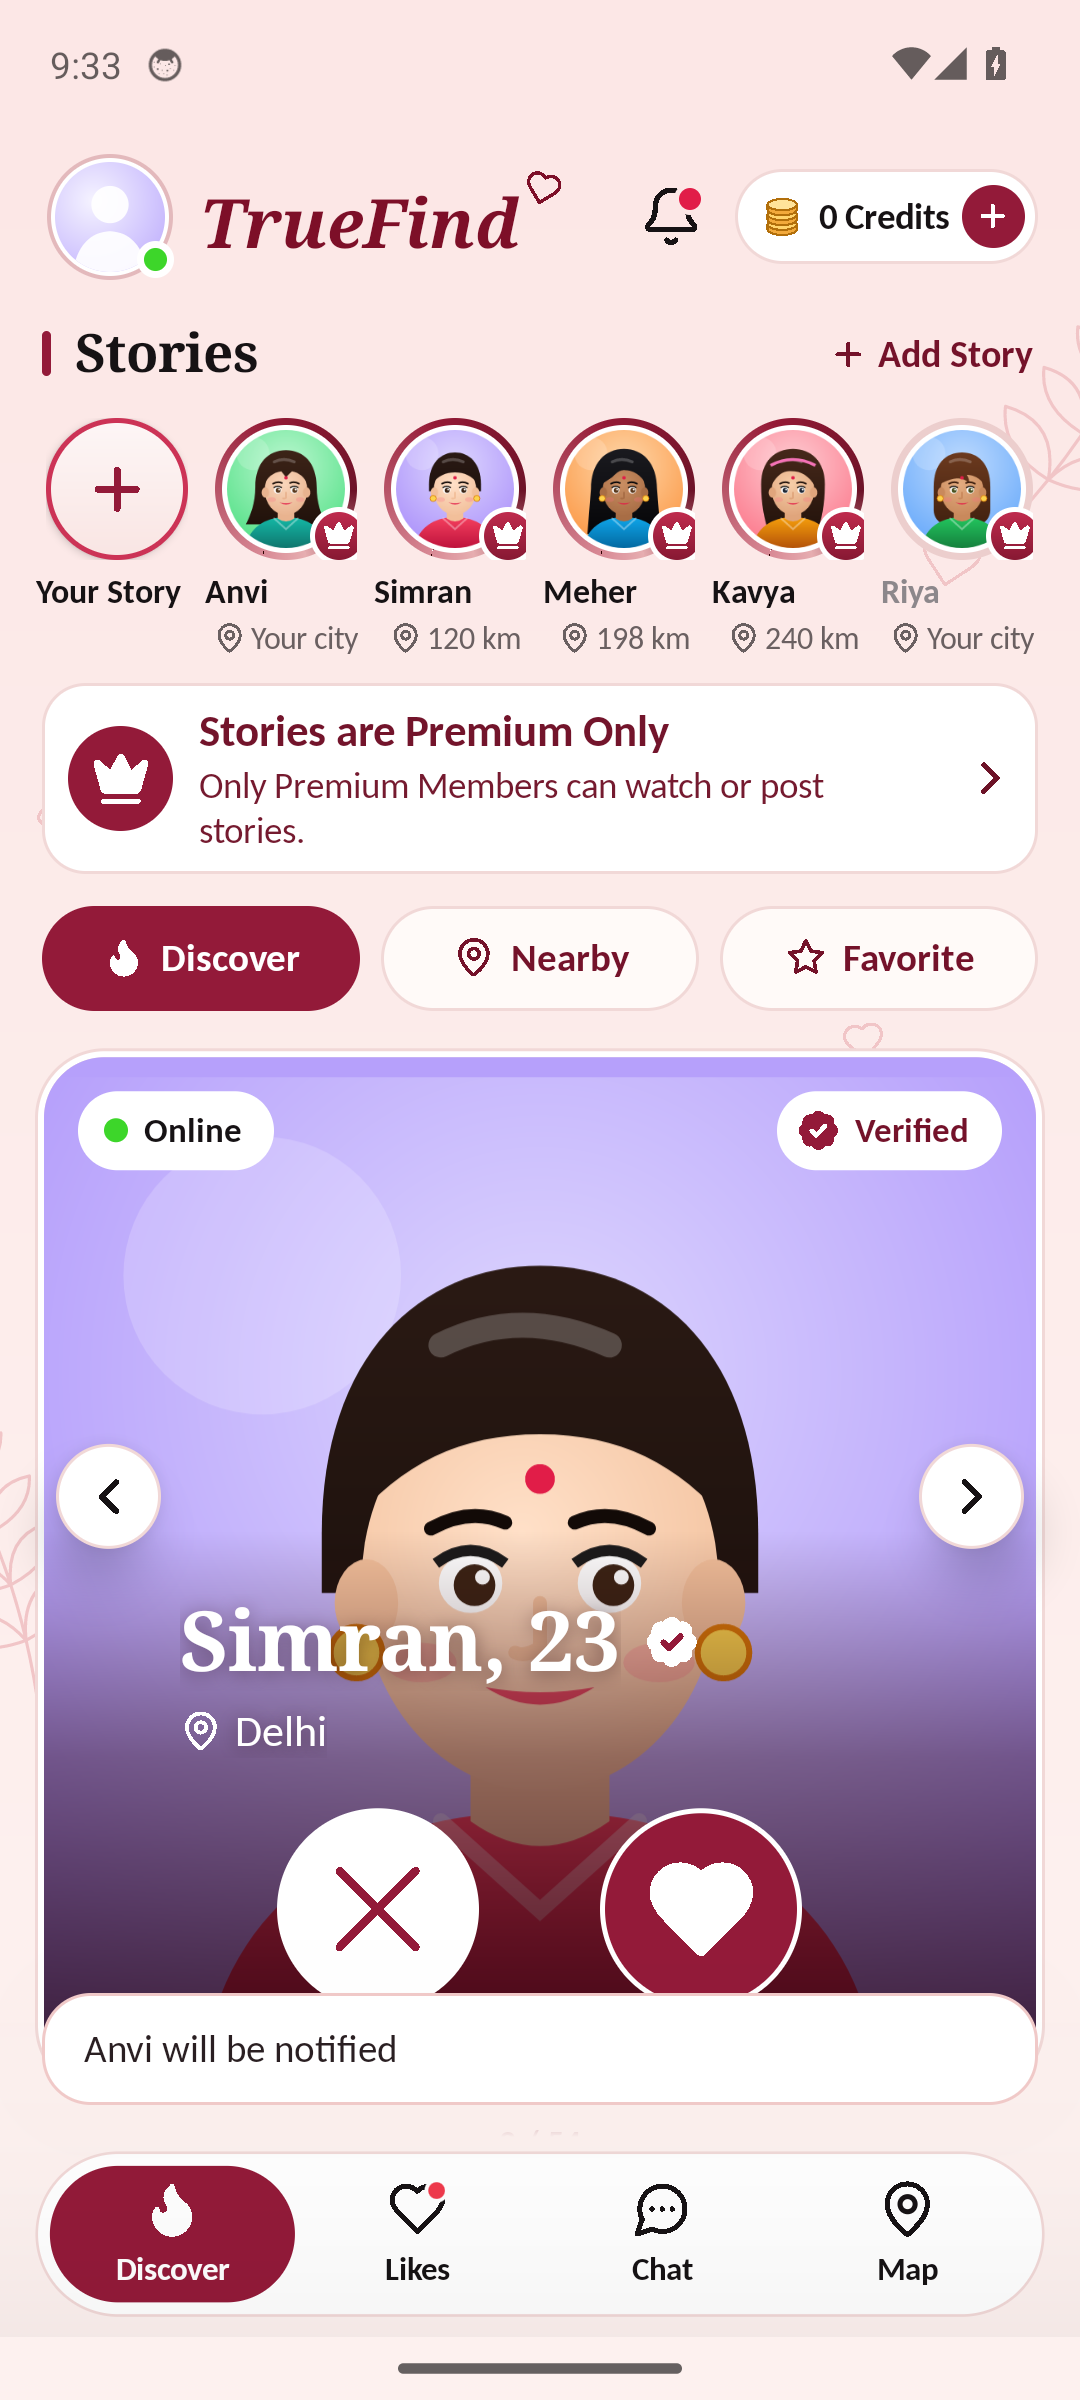 9:33
TrueFind
0 Credits
Stories
Add Story
Your Story
Anvi
Simran
Meher
Kavya
Riya
Your city
120 km
198 km
240 km
Your city
Stories are Premium Only
Only Premium Members can watch or post
stories.
Discover
Nearby
Favorite
Online
Verified
Simran, 23
Delhi
Anvi will be notified
Discover
Likes
Chat
Map